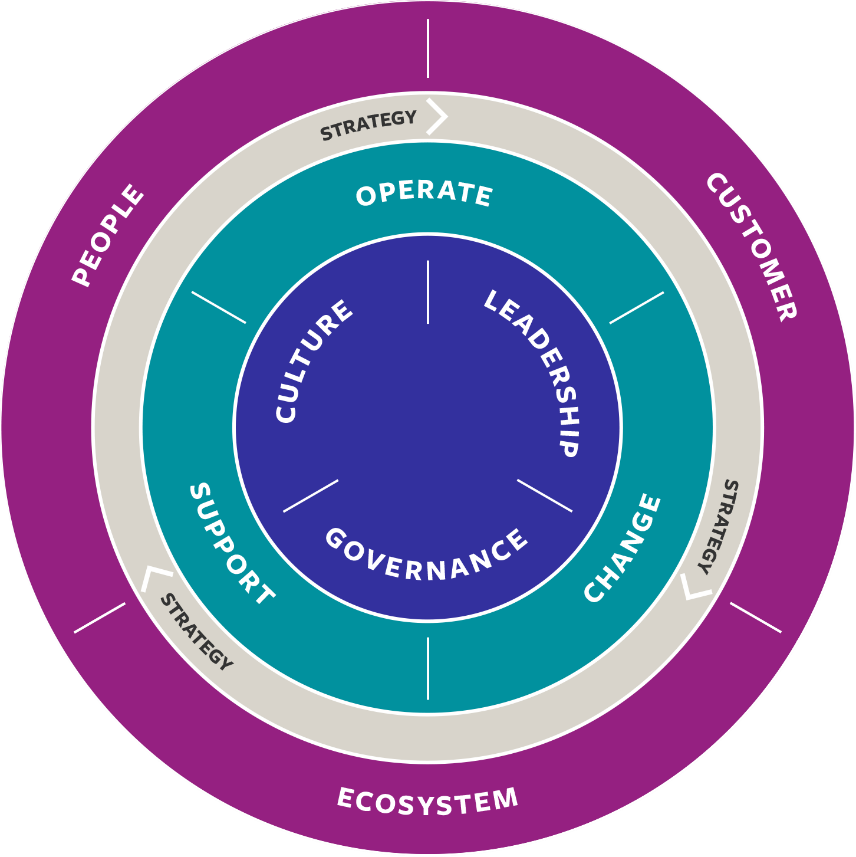 PEOPLE
CUSTOMER
ECOSYSTEM
STRATEGY
STRATEGY
STRATEGY
OPERATE
CHANGE
SUPPORT
CULTURE
LEADERSHIP
GOVERNANCE